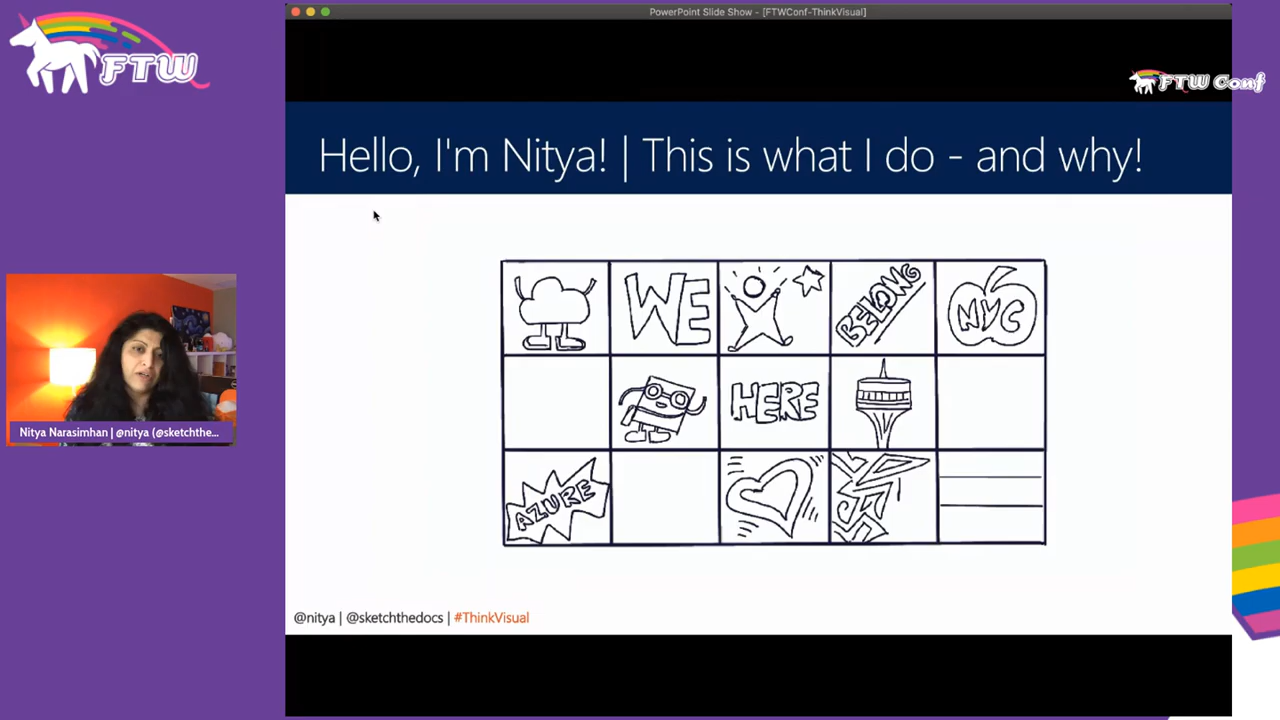 PowerPoint Slide Show - [FTWConf-ThinkVisual]
FTW
FTW Conf
Hello, I'm Nitya! | This is what I do - and why!
WE
BELONG
NYC
HERE
AZURE
Nitya Narasimhan | @nitya (@sketchthe...
@nitya | @sketchthedocs | #ThinkVisual